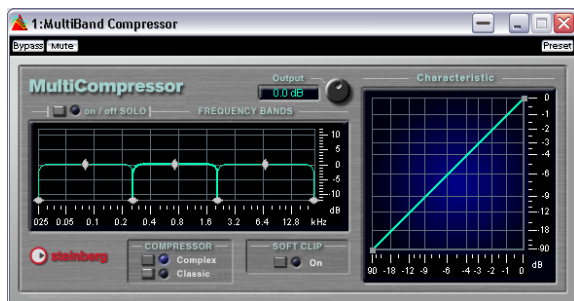 1:MultiBand Compressor
Bypass Mute Preset
MultiCompressor
Output
0.0 dB
on / off SOLO
FREQUENCY BANDS
10
5
0
-5
-10
dB
025 0.05 0.1 0.2 0.4 0.8 1.6 3.2 6.4 12.8 kHz
steinberg
COMPRESSOR
Complex
Classic
SOFT CLIP
On
Characteristic
0
-1
-2
-3
-4
-6
-9
-12
-18
-90
90 -18 -12 -9 -6 -4 -3 -2 -1 0 dB